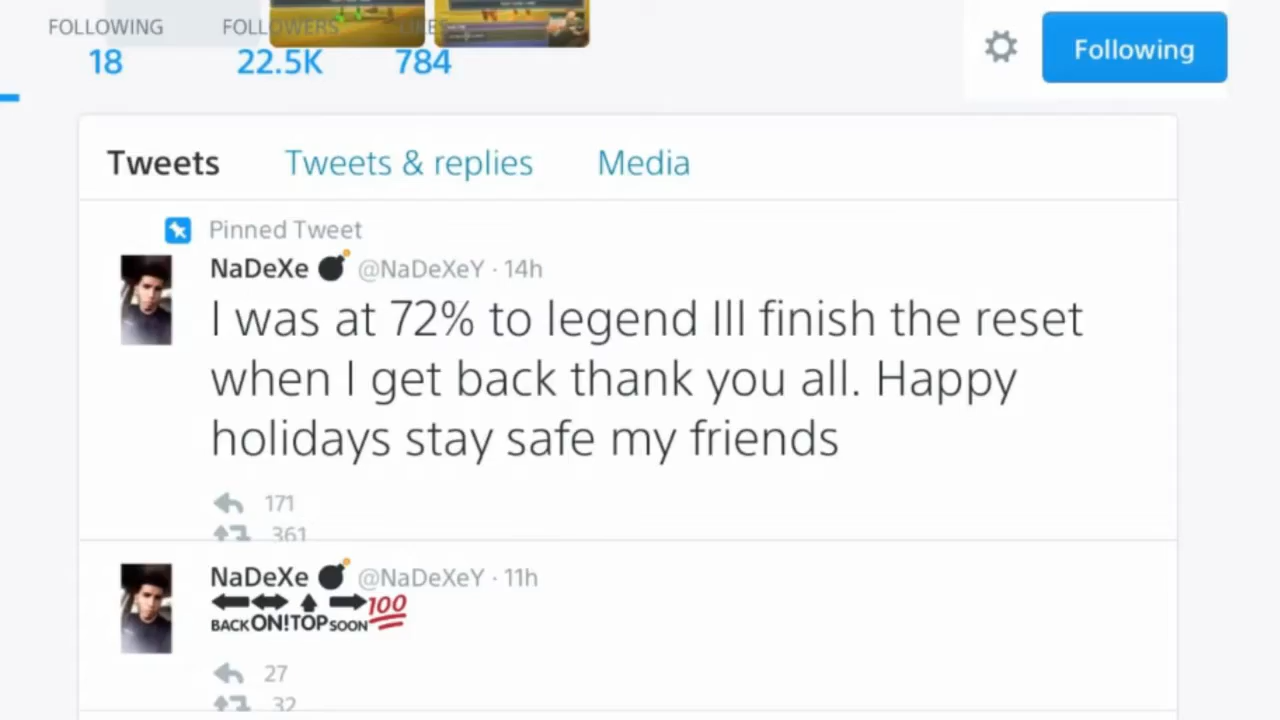 FOLLOWING FOLLOWERS LIKES
18 22.5K 784
Following
Tweets Tweets & replies Media
Pinned Tweet
NaDeXe 💣 @NaDeXeY · 14h
I was at 72% to legend Ill finish the reset
when I get back thank you all. Happy
holidays stay safe my friends
171
361
NaDeXe 💣 @NaDeXeY · 11h
BACK ON! TOP SOON 💯
27
32